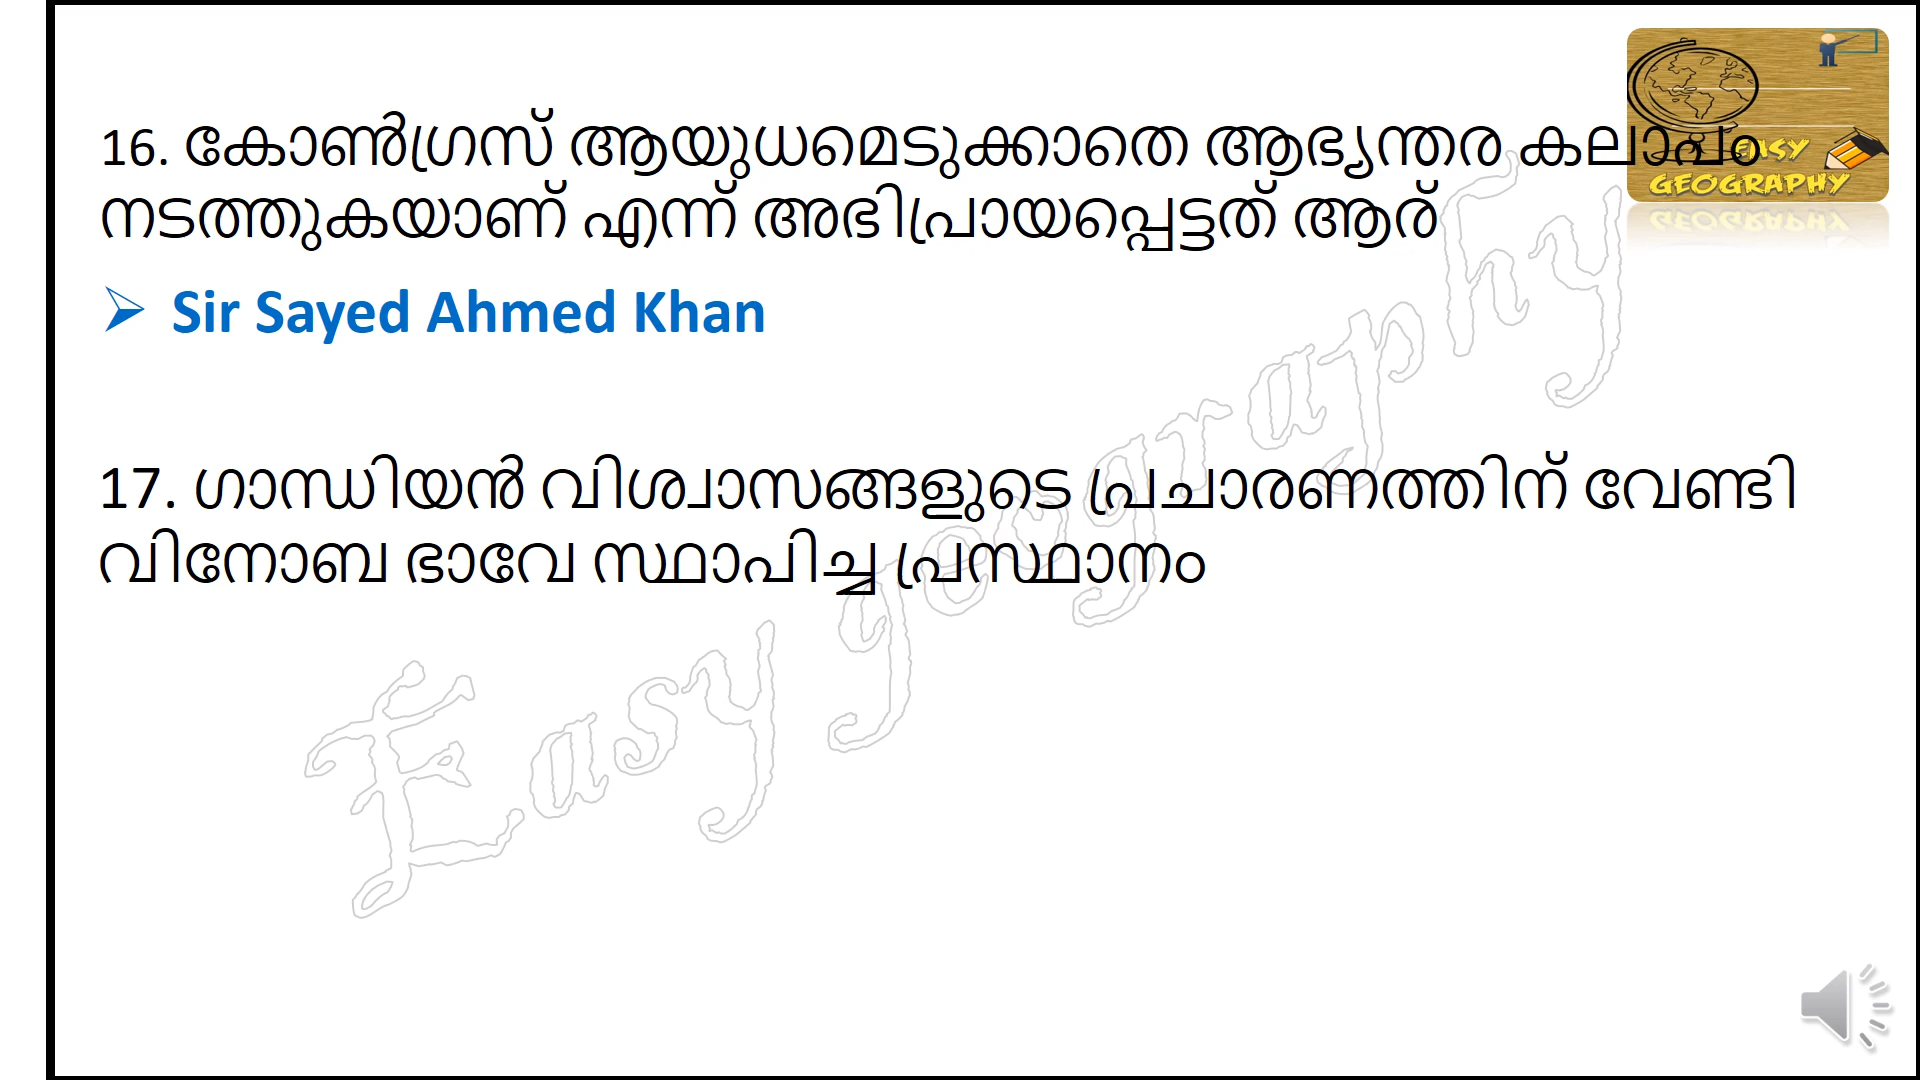 EASY
GEOGRAPHY
16. കോൺഗ്രസ് ആയുധമെടുക്കാതെ ആഭ്യന്തര കലാപം
നടത്തുകയാണ് എന്ന് അഭിപ്രായപ്പെട്ടത് ആര്
Sir Sayed Ahmed Khan
17. ഗാന്ധിയൻ വിശ്വാസങ്ങളുടെ പ്രചാരണത്തിന് വേണ്ടി
വിനോബ ഭാവേ സ്ഥാപിച്ച പ്രസ്ഥാനം
Easy goography